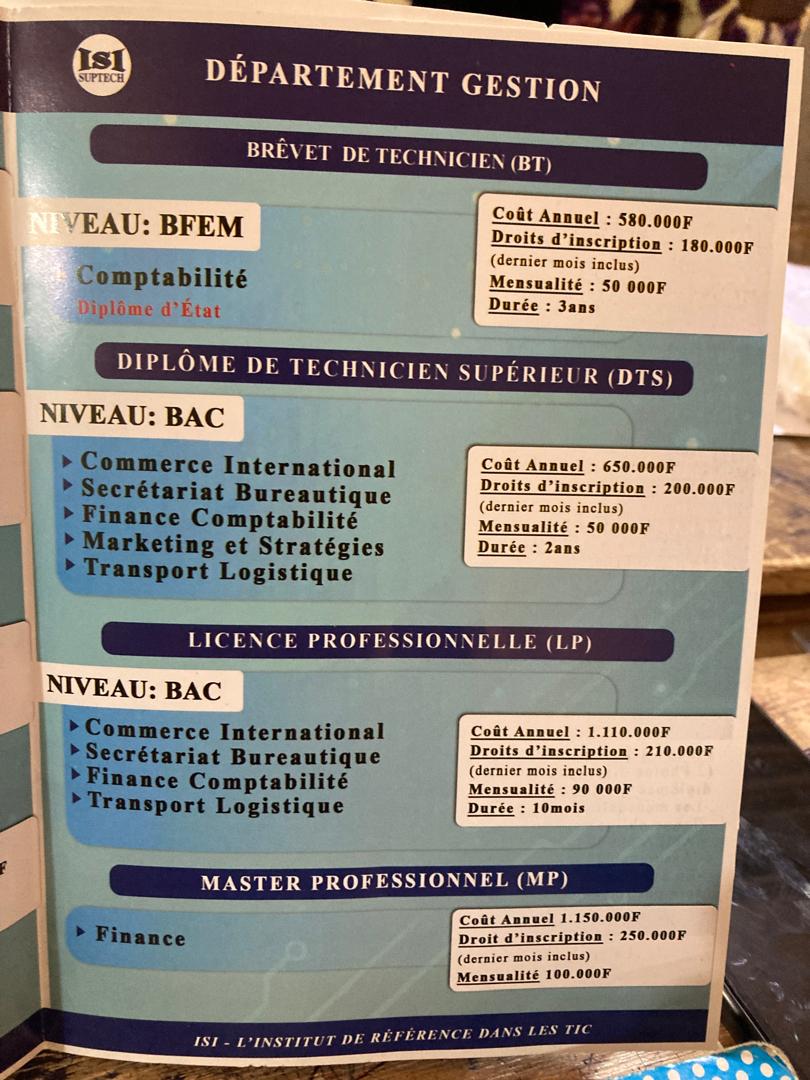 ISI
SUPTECH
DÉPARTEMENT GESTION
BRÊVET DE TECHNICIEN (BT)
NIVEAU: BFEM
Comptabilité
Diplôme d'État
Coût Annuel : 580.000F
Droits d'inscription : 180.000F
(dernier mois inclus)
Mensualité : 50 000F
Durée : 3ans
DIPLÔME DE TECHNICIEN SUPÉRIEUR (DTS)
NIVEAU: BAC
Commerce International
Secrétariat Bureautique
Finance Comptabilité
Marketing et Stratégies
Transport Logistique
Coût Annuel : 650.000F
Droits d'inscription : 200.000F
(dernier mois inclus)
Mensualité : 50 000F
Durée : 2ans
LICENCE PROFESSIONNELLE (LP)
NIVEAU: BAC
Commerce International
Secrétariat Bureautique
Finance Comptabilité
Transport Logistique
Coût Annuel : 1.110.000F
Droits d'inscription : 210.000F
(dernier mois inclus)
Mensualité : 90 000F
Durée : 10mois
MASTER PROFESSIONNEL (MP)
Finance
Coût Annuel 1.150.000F
Droit d'inscription : 250.000F
(dernier mois inclus)
Mensualité 100.000F
ISI - L'INSTITUT DE RÉFÉRENCE DANS LES TIC